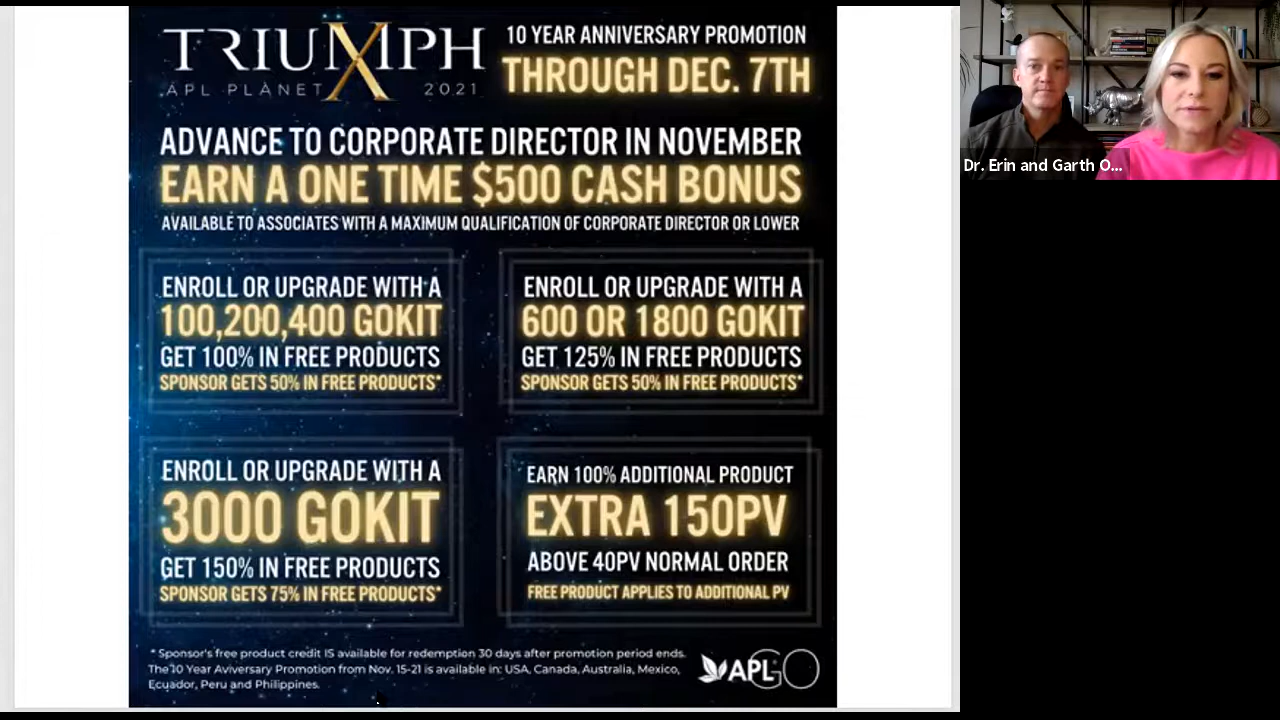 TRIUMPH
APL PLANET 2021
10 YEAR ANNIVERSARY PROMOTION
THROUGH DEC. 7TH
ADVANCE TO CORPORATE DIRECTOR IN NOVEMBER
EARN A ONE TIME $500 CASH BONUS
AVAILABLE TO ASSOCIATES WITH A MAXIMUM QUALIFICATION OF CORPORATE DIRECTOR OR LOWER
ENROLL OR UPGRADE WITH A
100,200,400 GOKIT
GET 100% IN FREE PRODUCTS
SPONSOR GETS 50% IN FREE PRODUCTS*
ENROLL OR UPGRADE WITH A
600 OR 1800 GOKIT
GET 125% IN FREE PRODUCTS
SPONSOR GETS 50% IN FREE PRODUCTS*
ENROLL OR UPGRADE WITH A
3000 GOKIT
GET 150% IN FREE PRODUCTS
SPONSOR GETS 75% IN FREE PRODUCTS*
EARN 100% ADDITIONAL PRODUCT
EXTRA 150PV
ABOVE 40PV NORMAL ORDER
FREE PRODUCT APPLIES TO ADDITIONAL PV
* Sponsor's free product credit IS available for redemption 30 days after promotion period ends.
The 10 Year Aviversary Promotion from Nov. 15-21 is available in: USA, Canada, Australia, Mexico,
Ecuador, Peru and Philippines.
APLGO
Dr. Erin and Garth O...